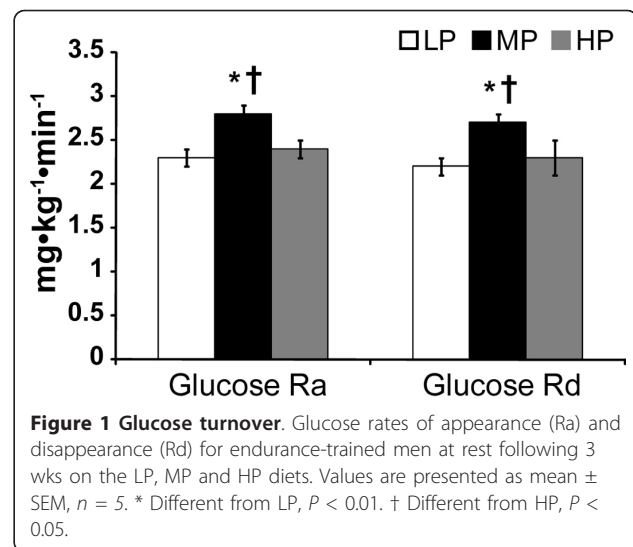 LP MP HP
3.5
3
2.5
2
1.5
1
0.5
0
mg•kg⁻¹•min⁻¹
*† *†
Glucose Ra Glucose Rd
Figure 1 Glucose turnover. Glucose rates of appearance (Ra) and
disappearance (Rd) for endurance-trained men at rest following 3
wks on the LP, MP and HP diets. Values are presented as mean ±
SEM, n = 5. * Different from LP, P < 0.01. † Different from HP, P <
0.05.